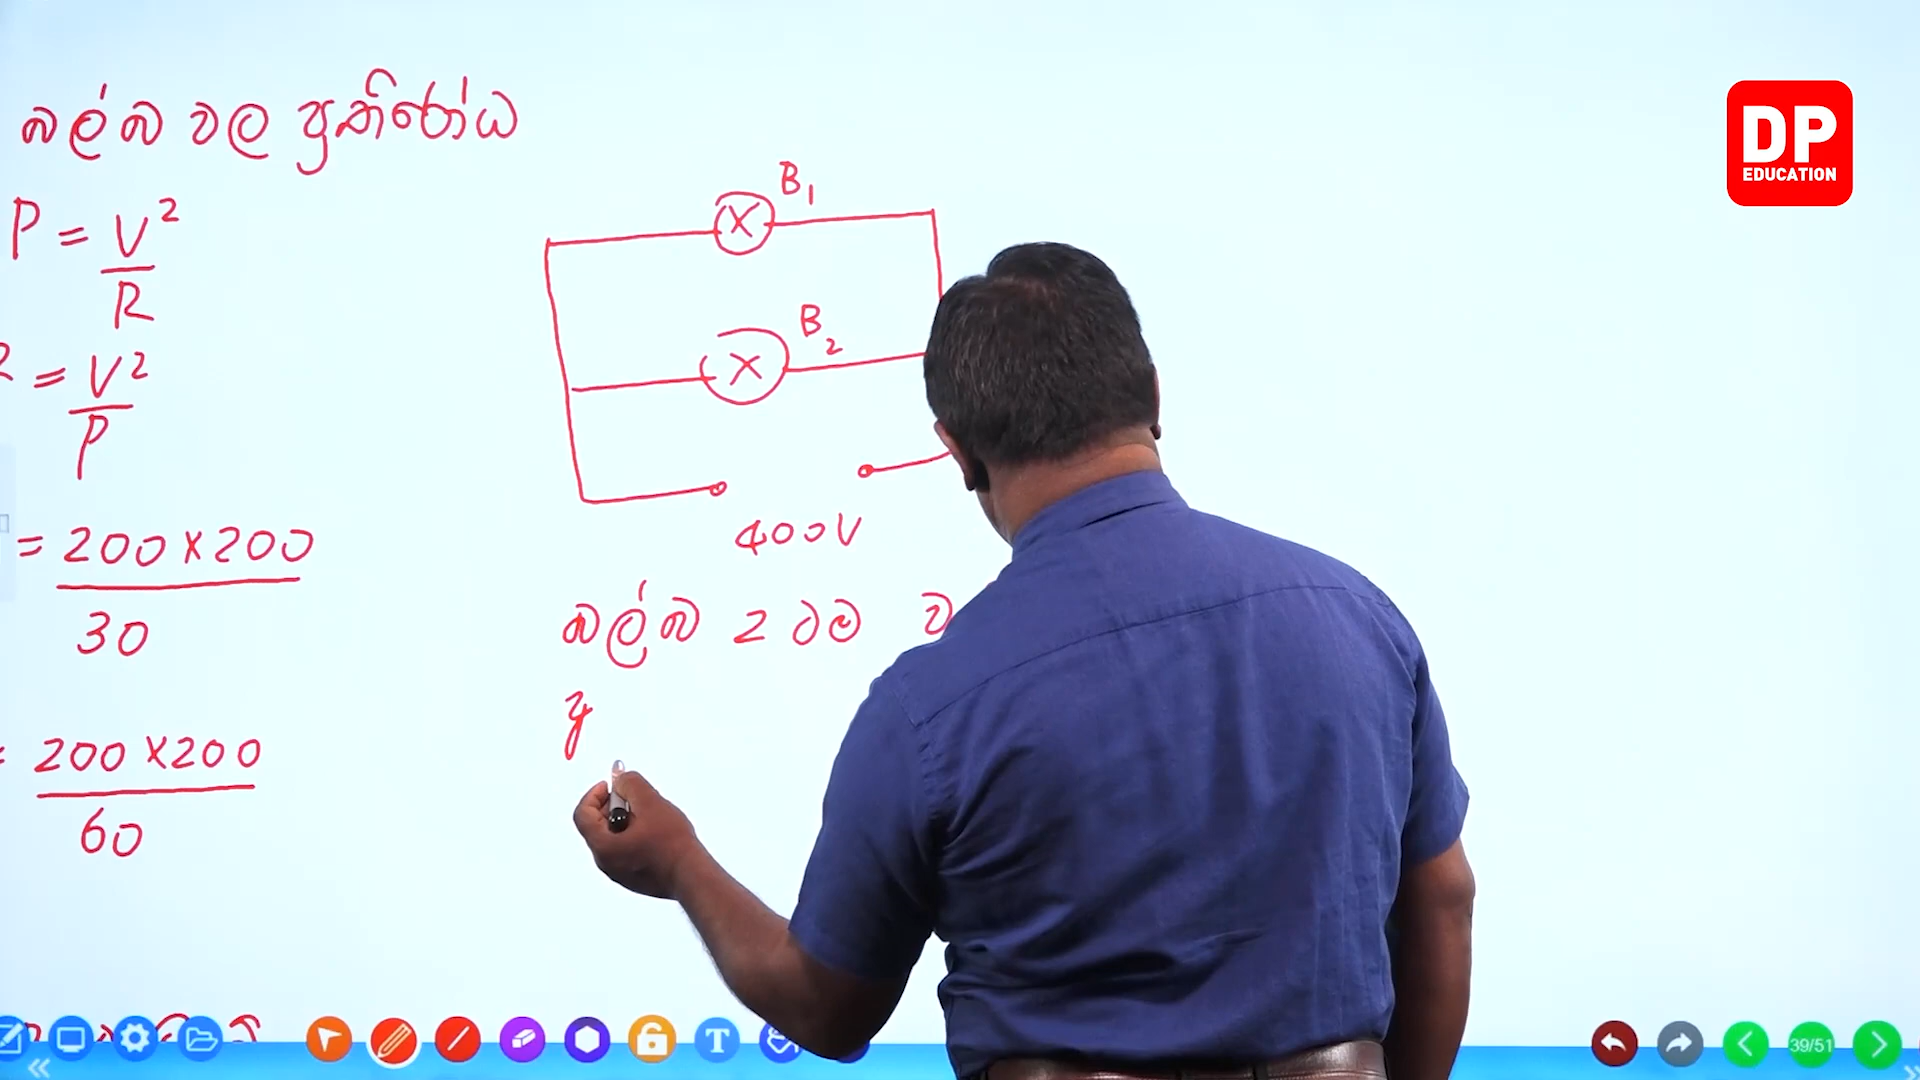 බල්බ වල ප්‍රතිරෝධ
P = V²
R
= V²
P
= 200 × 200
30
= 200 × 200
60
B₁
B₂
400V
බල්බ 2 ටම ව
ප්‍ර
DP
EDUCATION
T
39/51